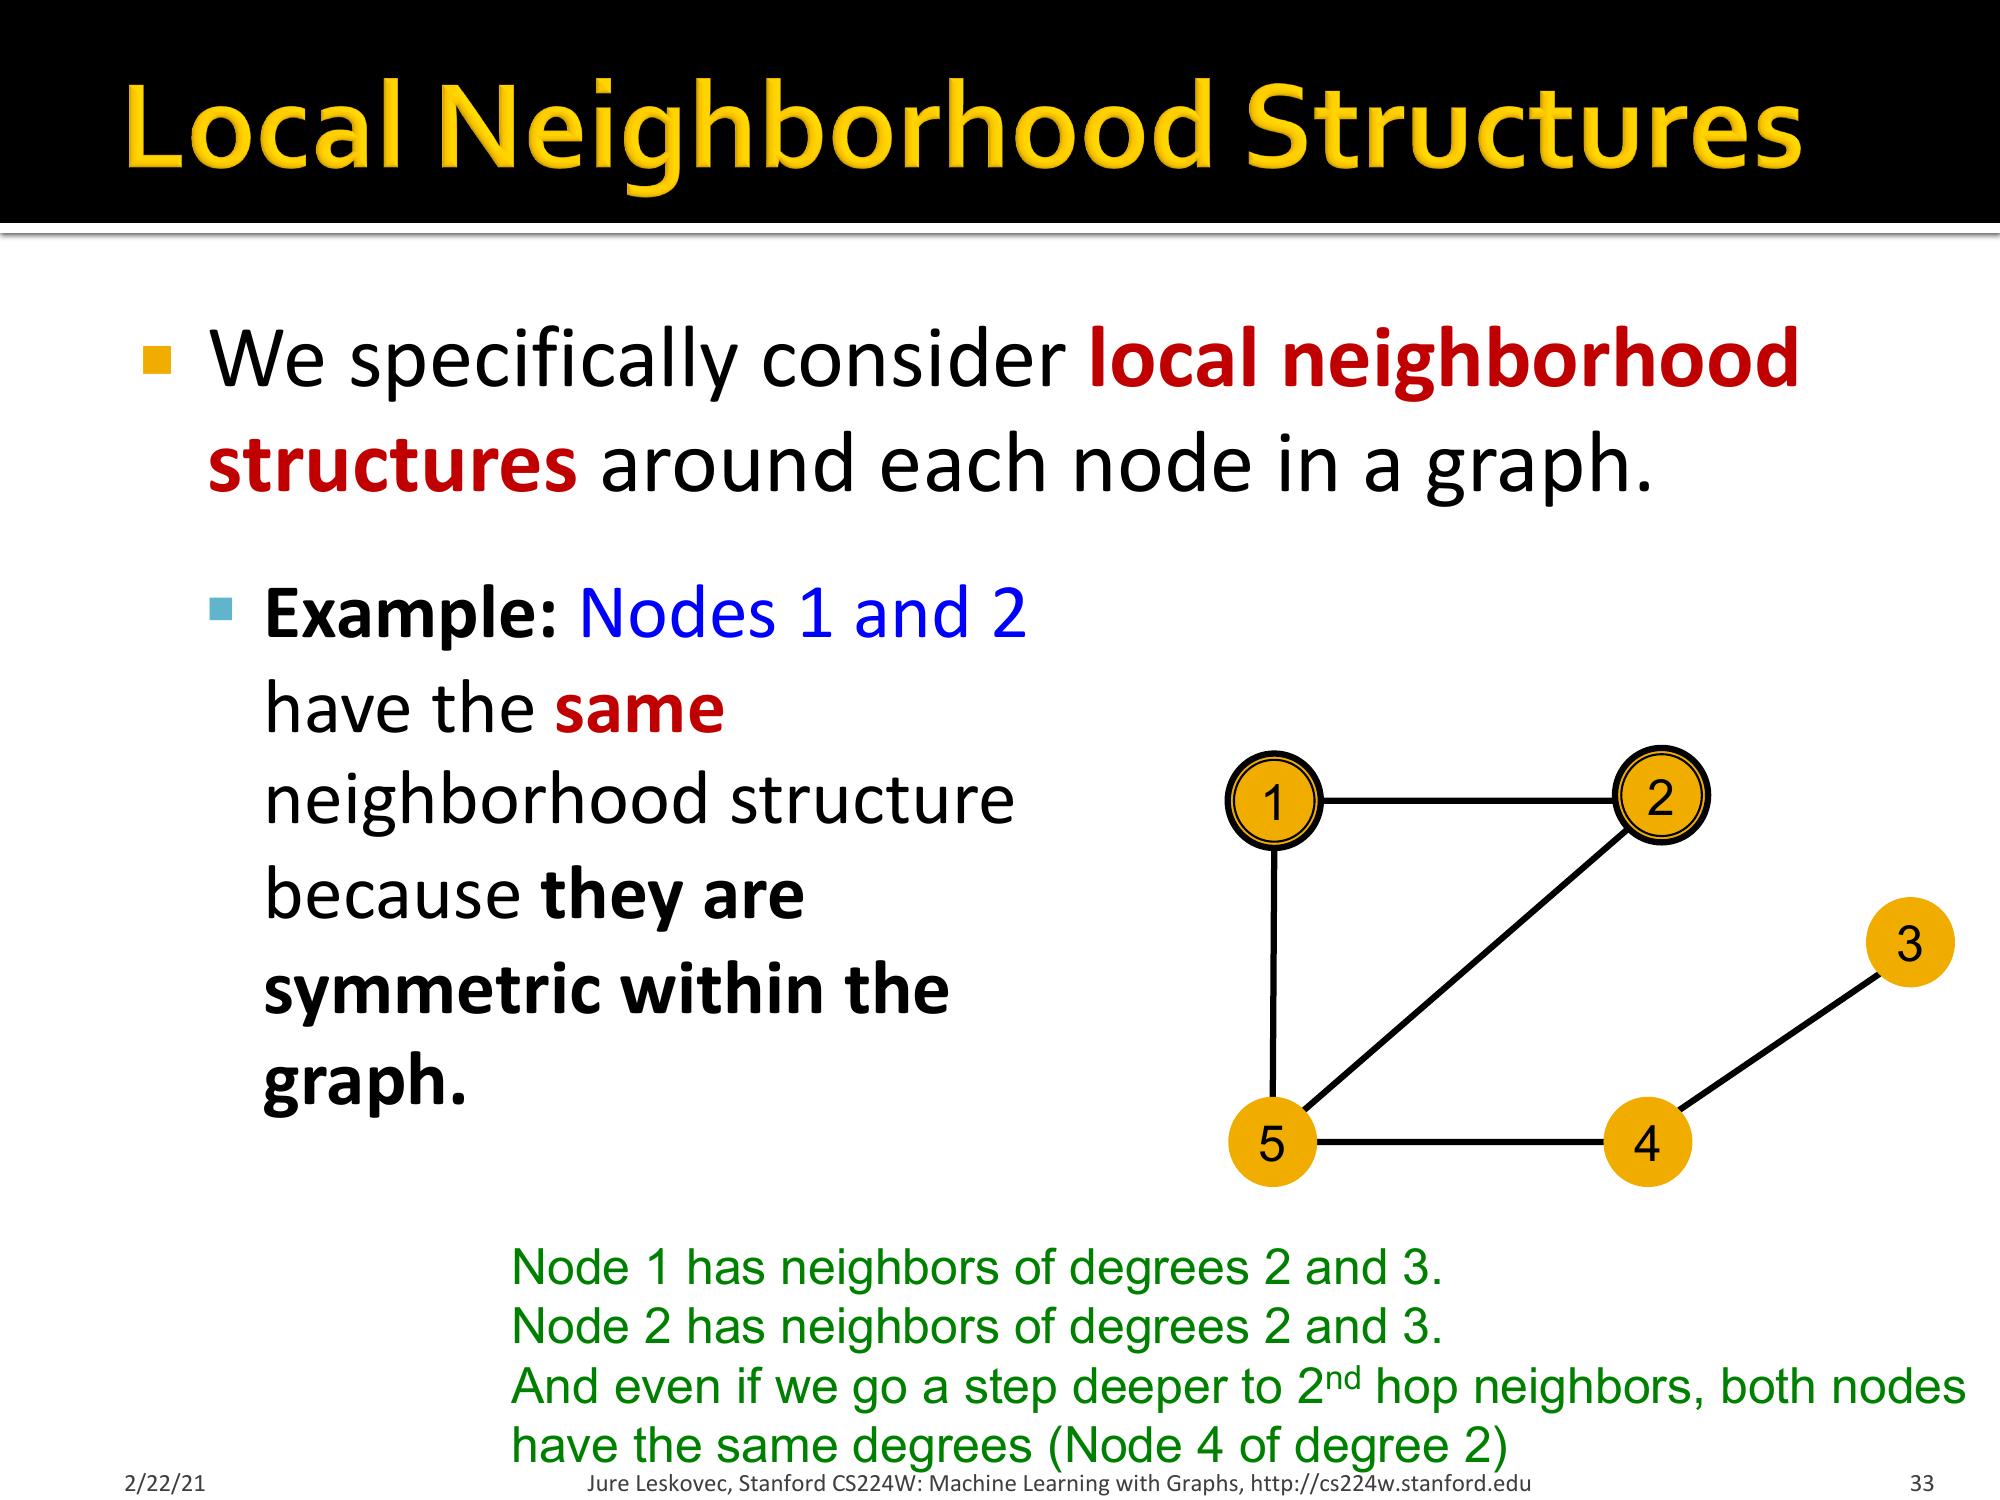 Local Neighborhood Structures
We specifically consider local neighborhood
structures around each node in a graph.
Example: Nodes 1 and 2
have the same
neighborhood structure
because they are
symmetric within the
graph.
1
2
3
5
4
Node 1 has neighbors of degrees 2 and 3.
Node 2 has neighbors of degrees 2 and 3.
And even if we go a step deeper to 2nd hop neighbors, both nodes
have the same degrees (Node 4 of degree 2)
2/22/21
Jure Leskovec, Stanford CS224W: Machine Learning with Graphs, http://cs224w.stanford.edu
33